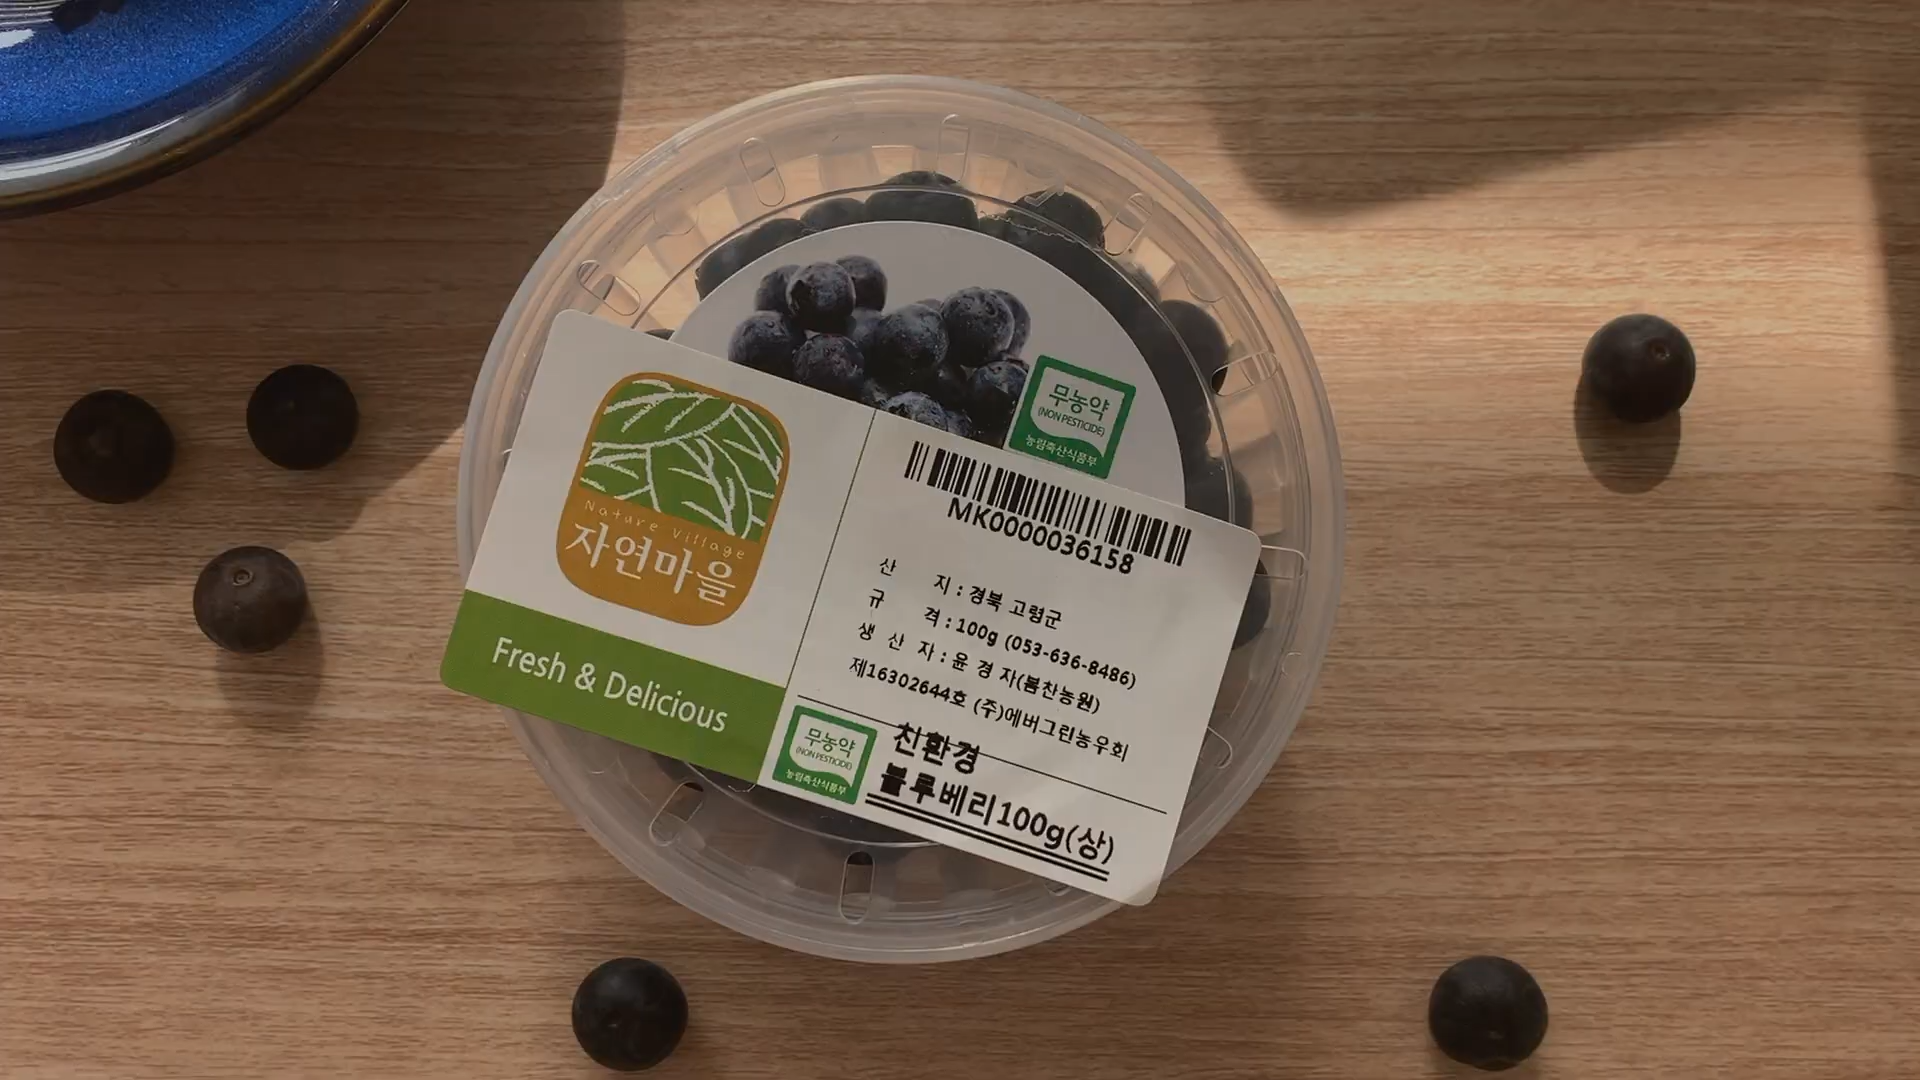 무농약
(NON PESTICIDE)
농림축산식품부
Nature Village
자연마을
Fresh & Delicious
MK0000036158
산 지 : 경북 고령군
규 격 : 100g (053-636-8486)
생 산 자 : 윤 경 자(봄찬농원)
제16302644호 (주)에버그린농우회
무농약
(NON PESTICIDE)
농림축산식품부
친환경
블루베리100g(상)